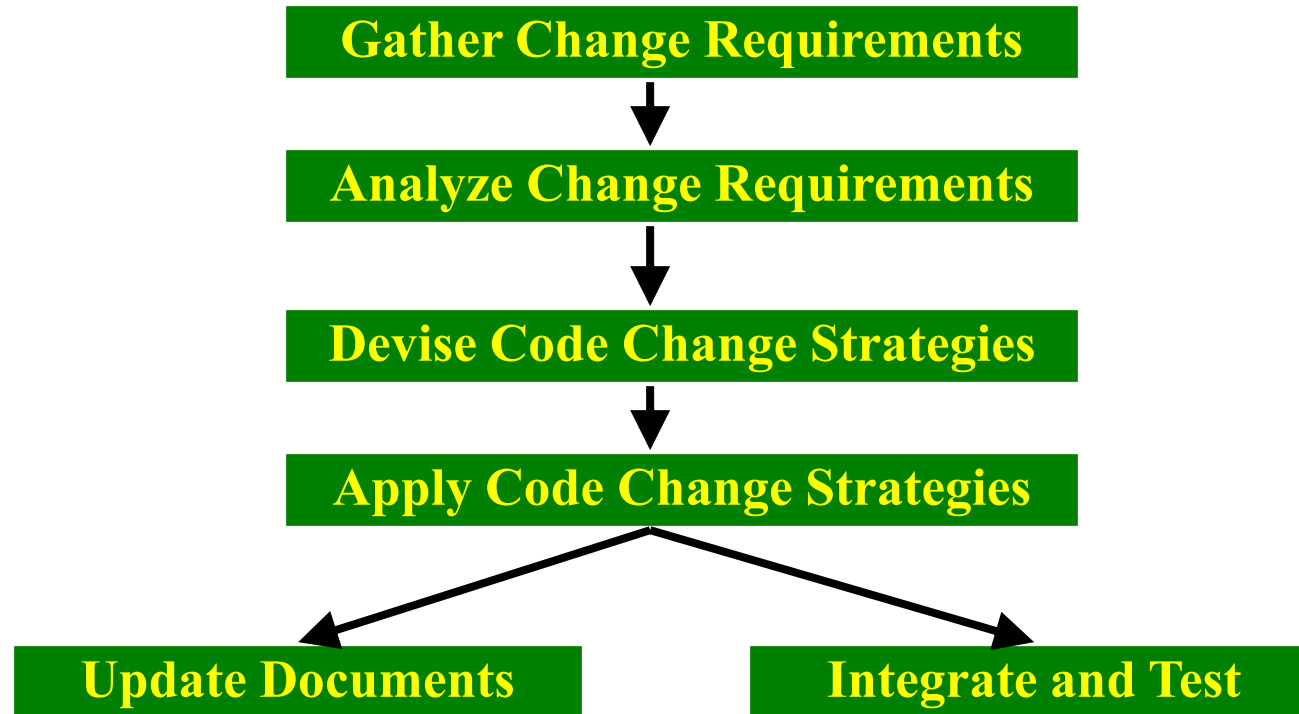 Gather Change Requirements
Analyze Change Requirements
Devise Code Change Strategies
Apply Code Change Strategies
Update Documents
Integrate and Test